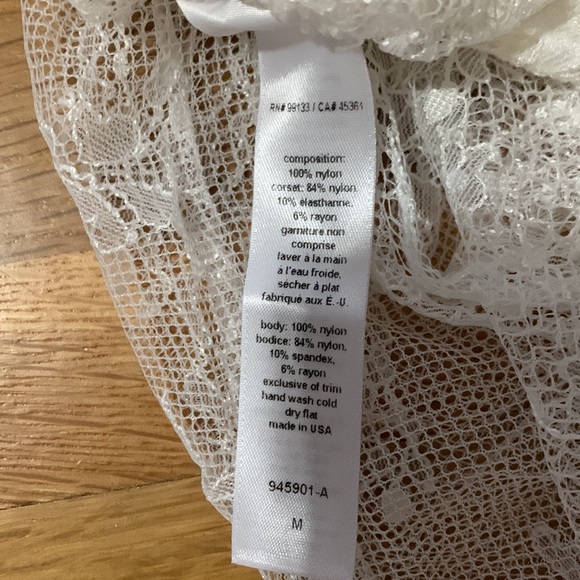 RN# 99133 / CA# 45361
composition:
100% nylon
corset: 84% nylon,
10% élasthanne,
6% rayon
garniture non
comprise
laver à la main
à l'eau froide,
sécher à plat
fabriqué aux É.-U.
body: 100% nylon
bodice: 84% nylon,
10% spandex,
6% rayon
exclusive of trim
hand wash cold
dry flat
made in USA
945901-A
M